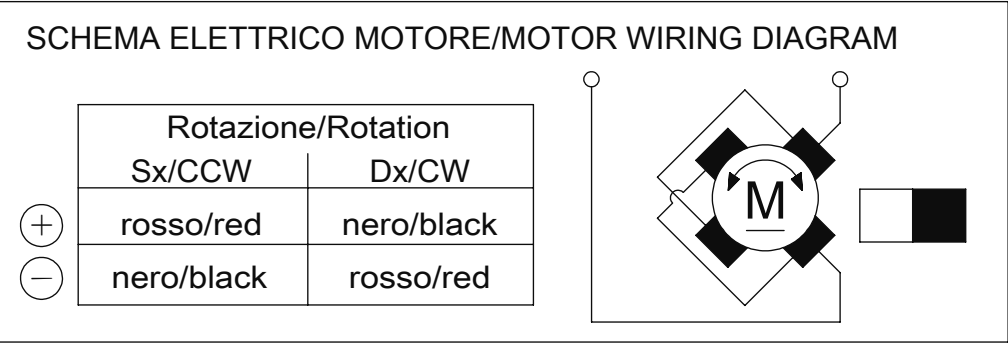 SCHEMA ELETTRICO MOTORE/MOTOR WIRING DIAGRAM
Rotazione/Rotation
Sx/CCW Dx/CW
+ rosso/red nero/black
− nero/black rosso/red
M